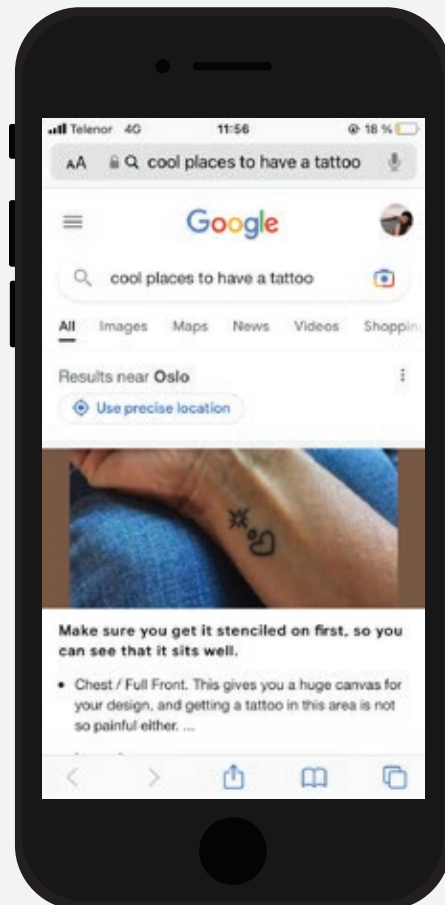 Telenor 4G 11:56 18 %
AA cool places to have a tattoo
Google
cool places to have a tattoo
All Images Maps News Videos Shoppin
Results near Oslo
Use precise location
Make sure you get it stenciled on first, so you
can see that it sits well.
• Chest / Full Front. This gives you a huge canvas for
your design, and getting a tattoo in this area is not
so painful either. ...